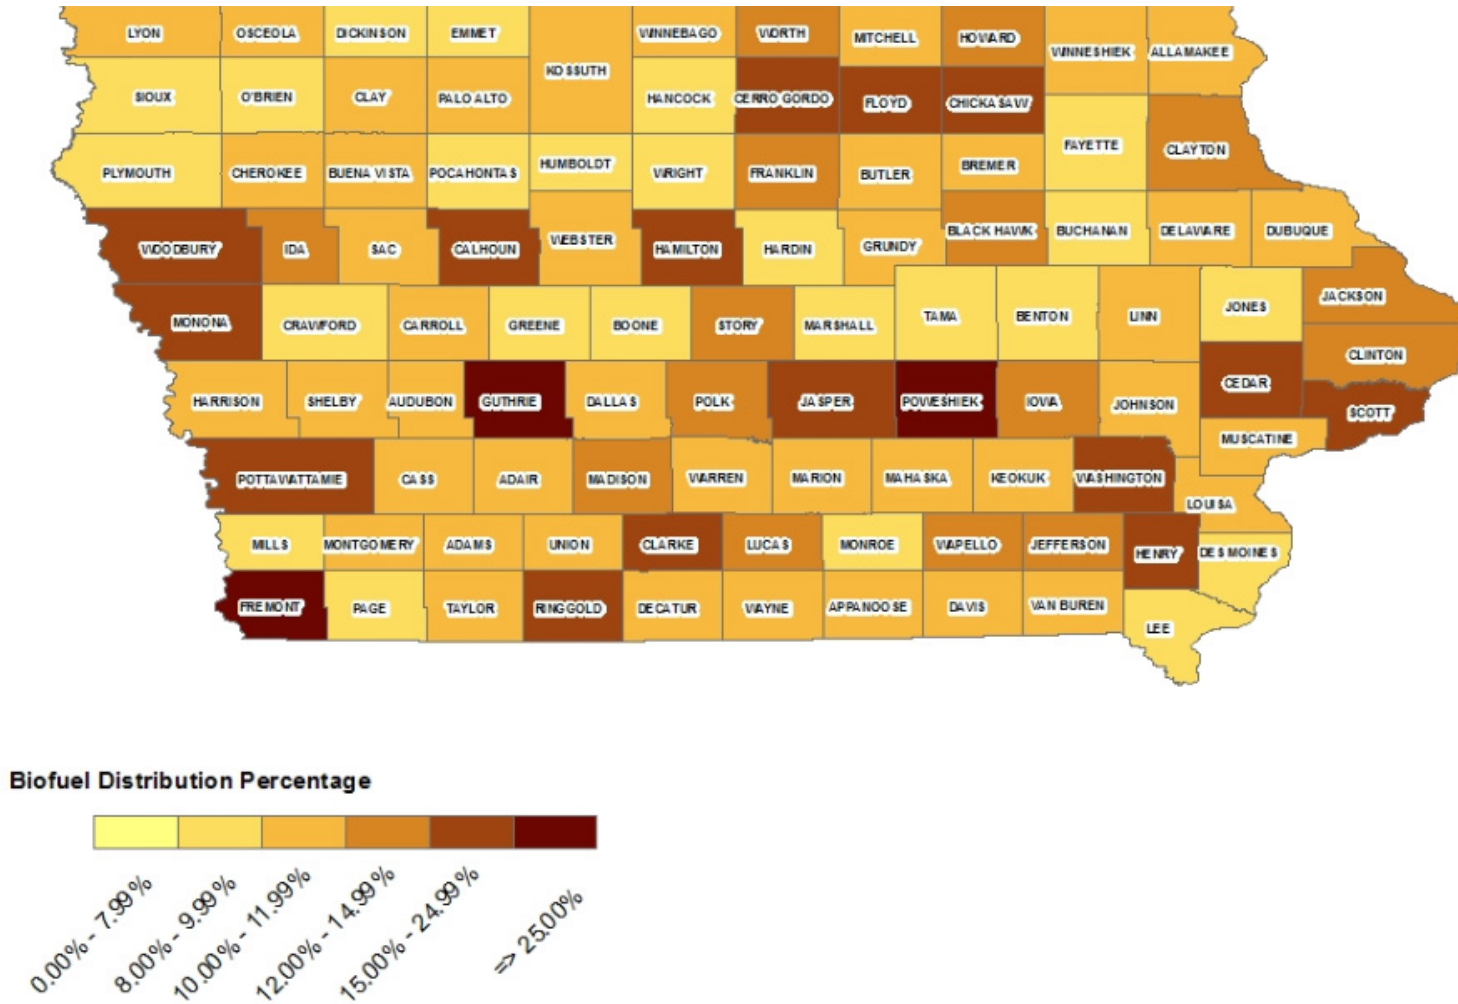 LYON
OSCEOLA
DICKINSON
EMMET
WINNEBAGO
WORTH
MITCHELL
HOWARD
WINNESHIEK
ALLAMAKEE
KOSSUTH
SIOUX
O'BRIEN
CLAY
PALO ALTO
HANCOCK
CERRO GORDO
FLOYD
CHICKASAW
FAYETTE
CLAYTON
PLYMOUTH
CHEROKEE
BUENA VISTA
POCAHONTAS
HUMBOLDT
WRIGHT
FRANKLIN
BUTLER
BREMER
WOODBURY
IDA
SAC
CALHOUN
WEBSTER
HAMILTON
HARDIN
GRUNDY
BLACK HAWK
BUCHANAN
DELAWARE
DUBUQUE
MONONA
CRAWFORD
CARROLL
GREENE
BOONE
STORY
MARSHALL
TAMA
BENTON
LINN
JONES
JACKSON
CLINTON
HARRISON
SHELBY
AUDUBON
GUTHRIE
DALLAS
POLK
JASPER
POWESHIEK
IOWA
JOHNSON
CEDAR
SCOTT
MUSCATINE
POTTAWATTAMIE
CASS
ADAIR
MADISON
WARREN
MARION
MAHASKA
KEOKUK
WASHINGTON
LOUISA
MILLS
MONTGOMERY
ADAMS
UNION
CLARKE
LUCAS
MONROE
WAPELLO
JEFFERSON
HENRY
DES MOINES
FREMONT
PAGE
TAYLOR
RINGGOLD
DECATUR
WAYNE
APPANOOSE
DAVIS
VAN BUREN
LEE
Biofuel Distribution Percentage
0.00% - 7.99%
8.00% - 9.99%
10.00% - 11.99%
12.00% - 14.99%
15.00% - 24.99%
=> 25.00%